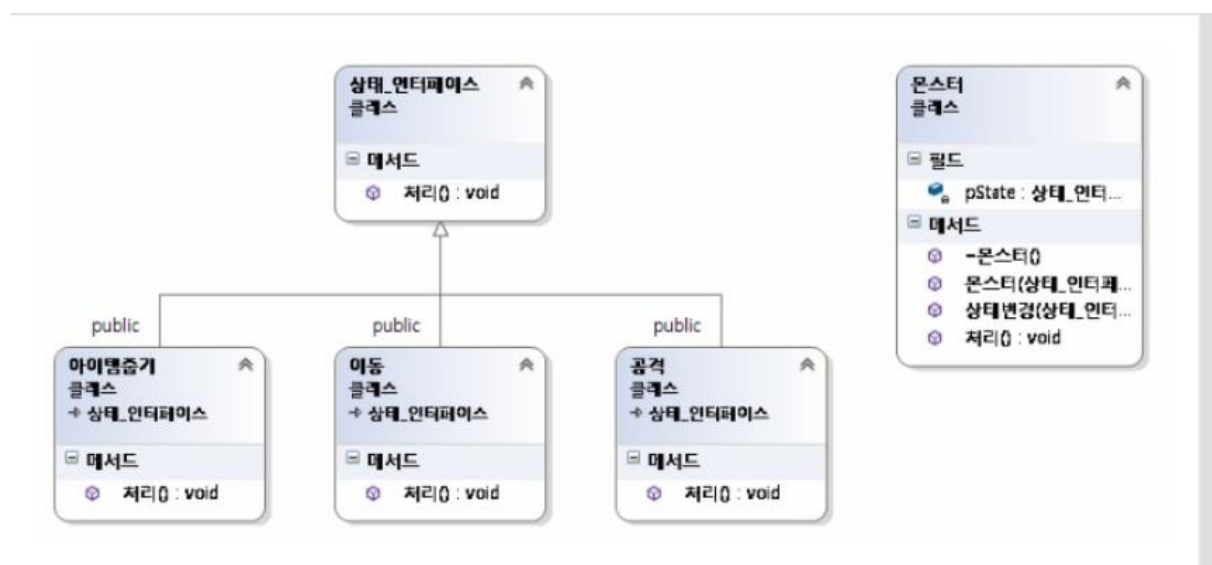 상태_인터페이스
클래스
메서드
처리() : void
몬스터
클래스
필드
pState : 상태_인터...
메서드
~몬스터()
몬스터(상태_인터페...
상태변경(상태_인터...
처리() : void
public
public
public
아이템줍기
클래스
상태_인터페이스
메서드
처리() : void
이동
클래스
상태_인터페이스
메서드
처리() : void
공격
클래스
상태_인터페이스
메서드
처리() : void